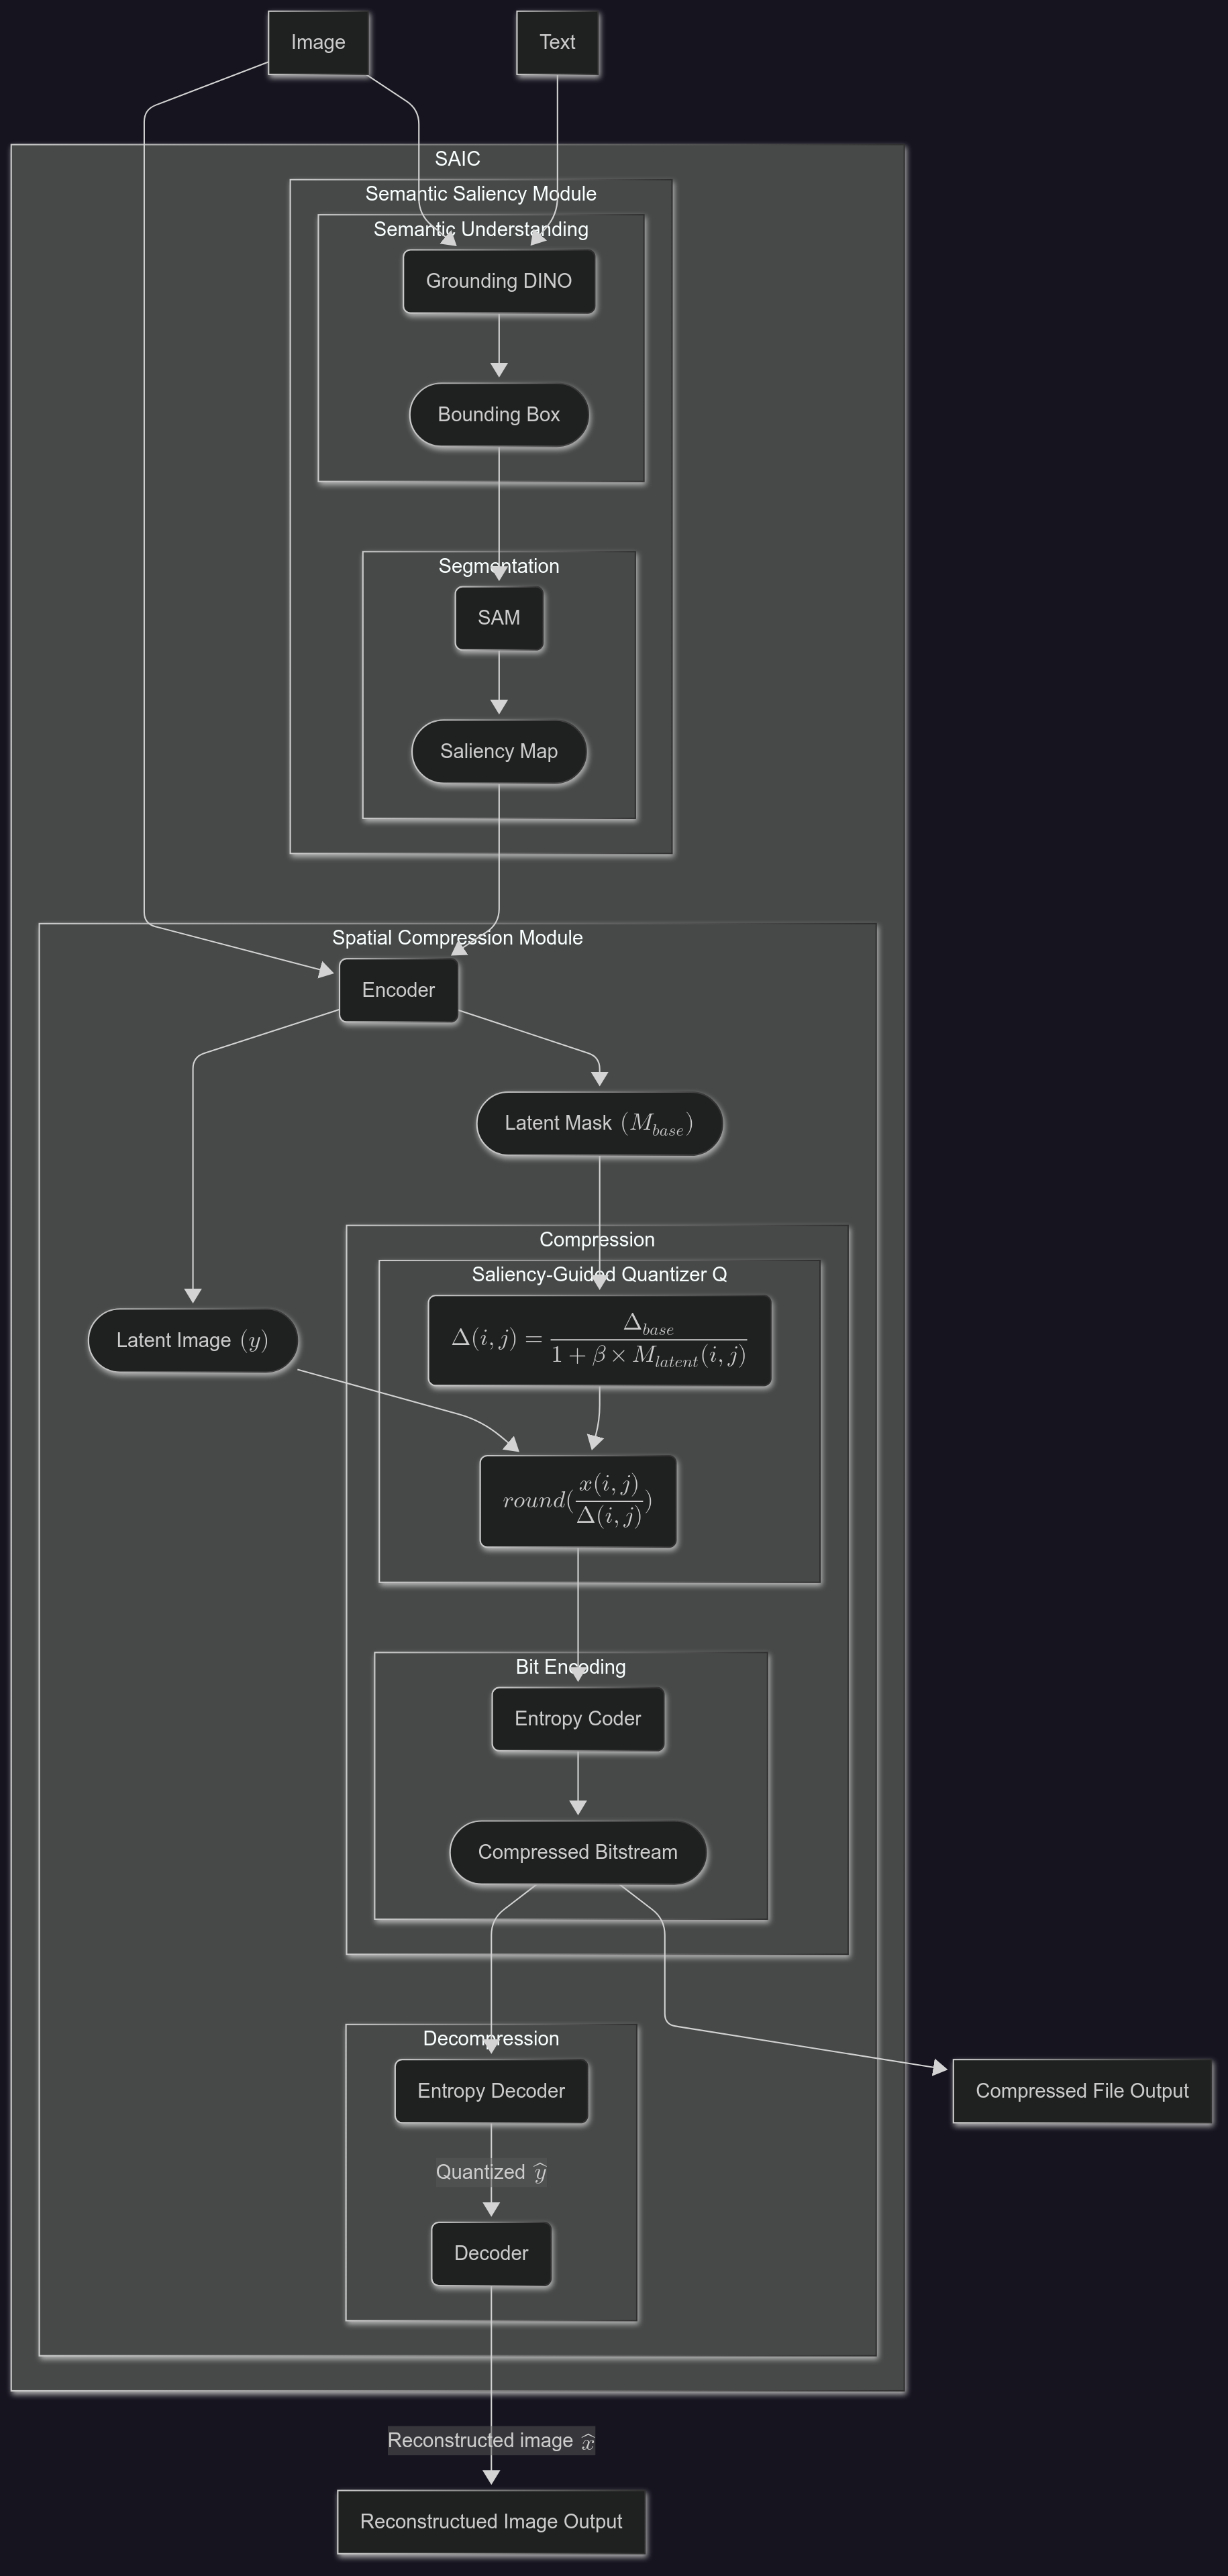 Image
Text
SAIC
Semantic Saliency Module
Semantic Understanding
Grounding DINO
Bounding Box
Segmentation
SAM
Saliency Map
Spatial Compression Module
Encoder
Latent Mask $(M_{base})$
Compression
Saliency-Guided Quantizer Q
$\Delta(i,j) = \frac{\Delta_{base}}{1 + \beta \times M_{latent}(i,j)}$
Latent Image $(y)$
$round(\frac{x(i,j)}{\Delta(i,j)})$
Bit Encoding
Entropy Coder
Compressed Bitstream
Decompression
Entropy Decoder
Compressed File Output
Quantized $\widehat{y}$
Decoder
Reconstructed image $\widehat{x}$
Reconstructued Image Output